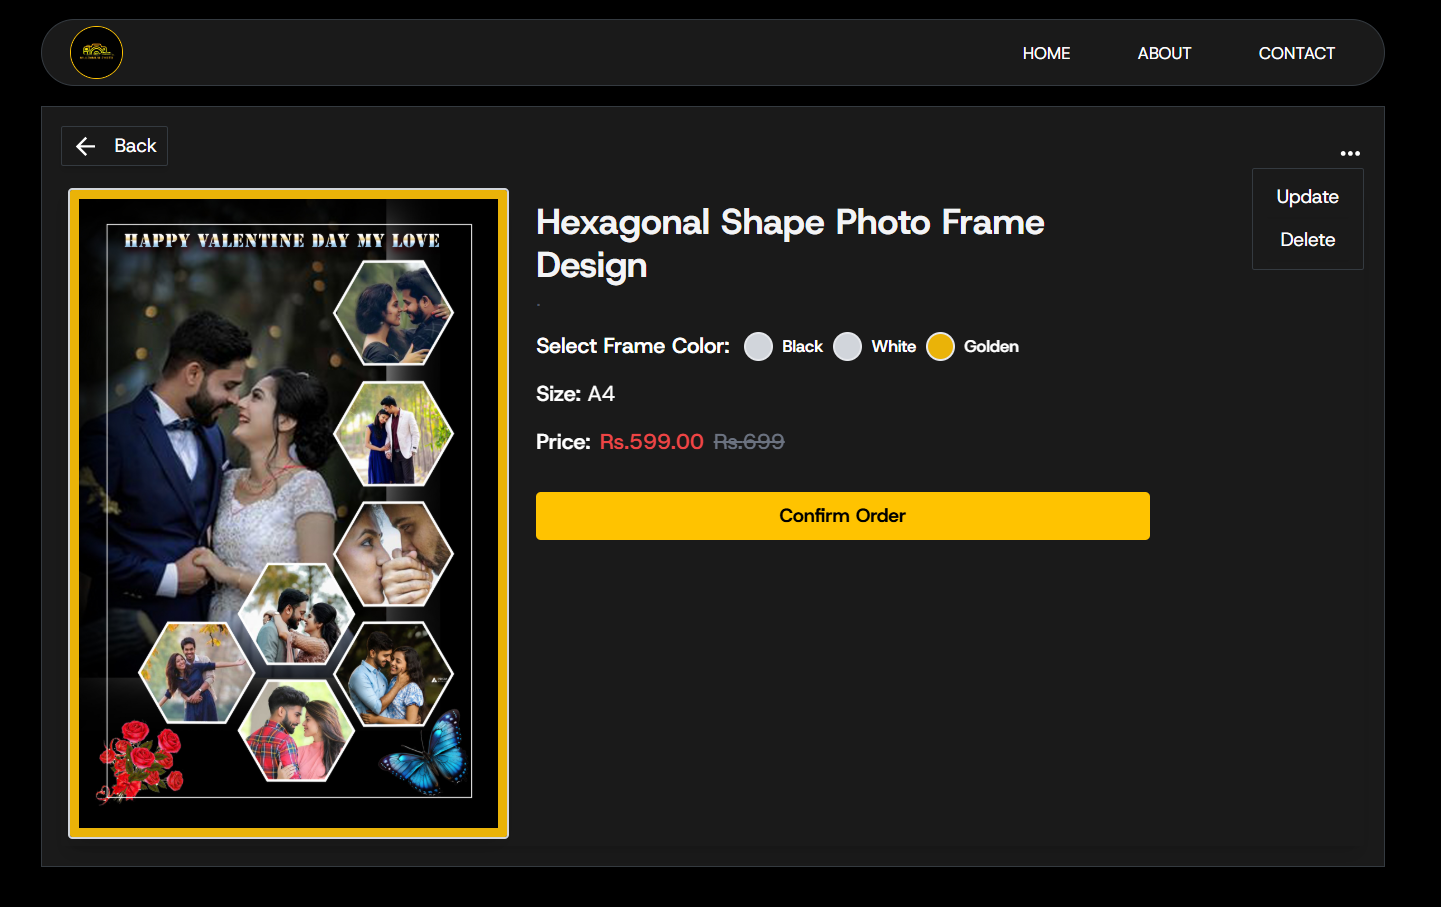 HOME ABOUT CONTACT
Back
Update
Delete
HAPPY VALENTINE DAY MY LOVE
Hexagonal Shape Photo Frame
Design
.
Select Frame Color: Black White Golden
Size: A4
Price: Rs.599.00 Rs.699
Confirm Order